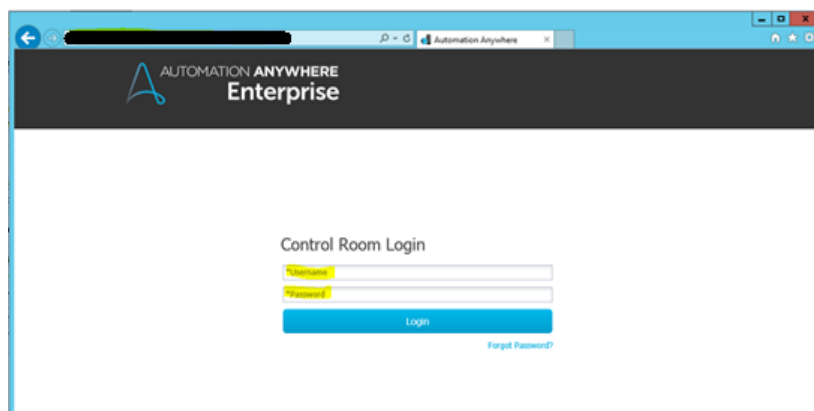 Automation Anywhere
AUTOMATION ANYWHERE
Enterprise
Control Room Login
*Username
*Password
Login
Forgot Password?